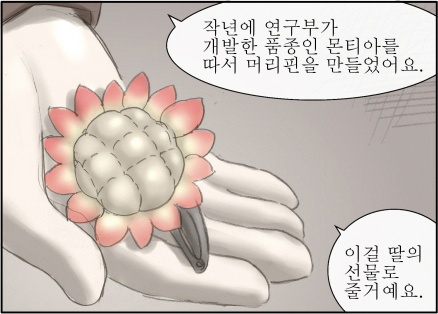 작년에 연구부가
개발한 품종인 몬티아를
따서 머리핀을 만들었어요.
이걸 딸의
선물로
줄거예요.